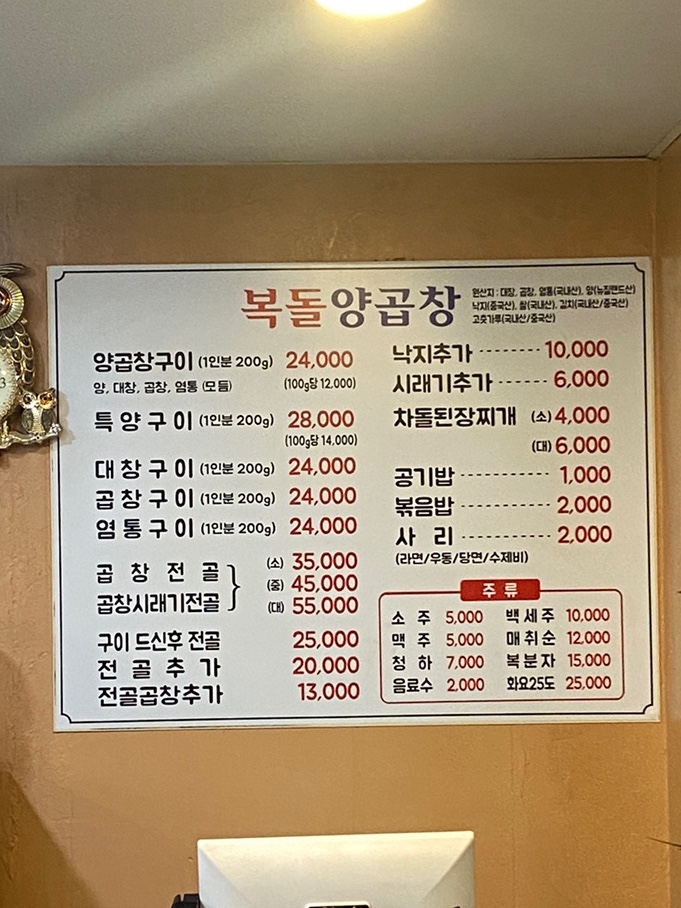 복돌양곱창
원산지 : 대창, 곱창, 염통(국내산), 양(뉴질랜드산)
낙지(중국산), 쌀(국내산), 김치(국내산/중국산)
고춧가루(국내산/중국산)
양곱창구이 (1인분 200g) 24,000
양, 대창, 곱창, 염통 (모듬) (100g당 12,000)
특양구이 (1인분 200g) 28,000
(100g당 14,000)
대창구이 (1인분 200g) 24,000
곱창구이 (1인분 200g) 24,000
염통구이 (1인분 200g) 24,000
곱창전골 (소) 35,000
(중) 45,000
곱창시래기전골 (대) 55,000
구이 드신후 전골 25,000
전골추가 20,000
전골곱창추가 13,000
낙지추가 ------- 10,000
시래기추가 ------ 6,000
차돌된장찌개 (소) 4,000
(대) 6,000
공기밥 ---------- 1,000
볶음밥 ---------- 2,000
사리 ---------- 2,000
(라면/우동/당면/수제비)
주류
소주 5,000 백세주 10,000
맥주 5,000 매취순 12,000
청하 7,000 복분자 15,000
음료수 2,000 화요25도 25,000
3